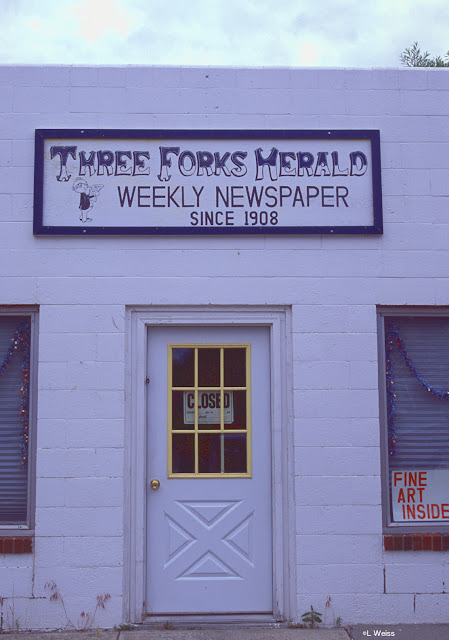 THREE FORKS HERALD
WEEKLY NEWSPAPER
SINCE 1908
CLOSED
FINE
ART
INSIDE
©L Weiss